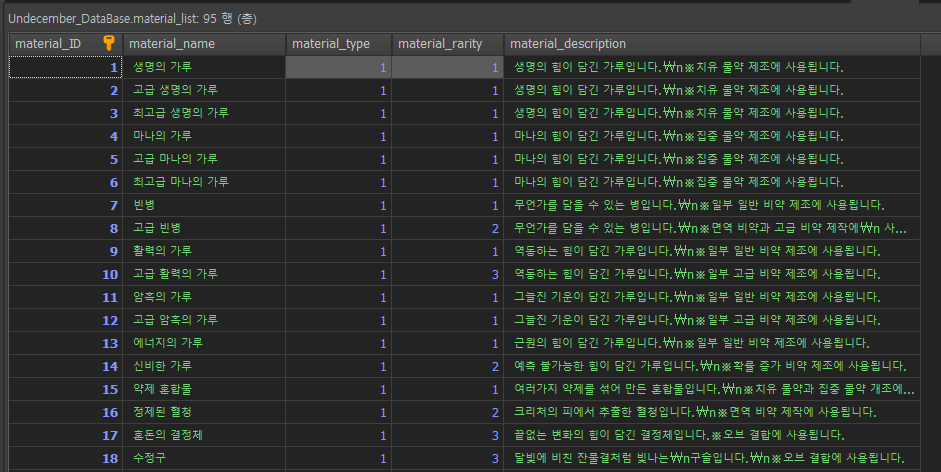 Undecember_DataBase.material_list: 95 행 (총)
material_ID material_name material_type material_rarity material_description
1 생명의 가루 1 1 생명의 힘이 담긴 가루입니다.₩n※치유 물약 제조에 사용됩니다.
2 고급 생명의 가루 1 1 생명의 힘이 담긴 가루입니다.₩n※치유 물약 제조에 사용됩니다.
3 최고급 생명의 가루 1 1 생명의 힘이 담긴 가루입니다.₩n※치유 물약 제조에 사용됩니다.
4 마나의 가루 1 1 마나의 힘이 담긴 가루입니다.₩n※집중 물약 제조에 사용됩니다.
5 고급 마나의 가루 1 1 마나의 힘이 담긴 가루입니다.₩n※집중 물약 제조에 사용됩니다.
6 최고급 마나의 가루 1 1 마나의 힘이 담긴 가루입니다.₩n※집중 물약 제조에 사용됩니다.
7 빈병 1 1 무언가를 담을 수 있는 병입니다.₩n※일부 일반 비약 제조에 사용됩니다.
8 고급 빈병 1 2 무언가를 담을 수 있는 병입니다.₩n※면역 비약과 고급 비약 제작에₩n 사...
9 활력의 가루 1 1 역동하는 힘이 담긴 가루입니다.₩n※일부 일반 비약 제조에 사용됩니다.
10 고급 활력의 가루 1 3 역동하는 힘이 담긴 가루입니다.₩n※일부 고급 비약 제조에 사용됩니다.
11 암흑의 가루 1 1 그늘진 기운이 담긴 가루입니다.₩n※일부 일반 비약 제조에 사용됩니다.
12 고급 암흑의 가루 1 3 그늘진 기운이 담긴 가루입니다.₩n※일부 고급 비약 제조에 사용됩니다.
13 에너지의 가루 1 1 근원의 힘이 담긴 가루입니다.₩n※일부 일반 비약 제조에 사용됩니다.
14 신비한 가루 1 2 예측 불가능한 힘이 담긴 가루입니다.₩n※확률 증가 비약 제조에 사용됩니다.
15 약제 혼합물 1 1 여러가지 약제를 섞어 만든 혼합물입니다.₩n※치유 물약과 집중 물약 개조에...
16 정제된 혈청 1 2 크리처의 피에서 추출한 혈청입니다.₩n※면역 비약 제작에 사용됩니다.
17 혼돈의 결정체 1 3 끝없는 변화의 힘이 담긴 결정체입니다.※오브 결합에 사용됩니다.
18 수정구 1 3 달빛에 비친 잔물결처럼 빛나는₩n구슬입니다.₩n※오브 결합에 사용됩니다.